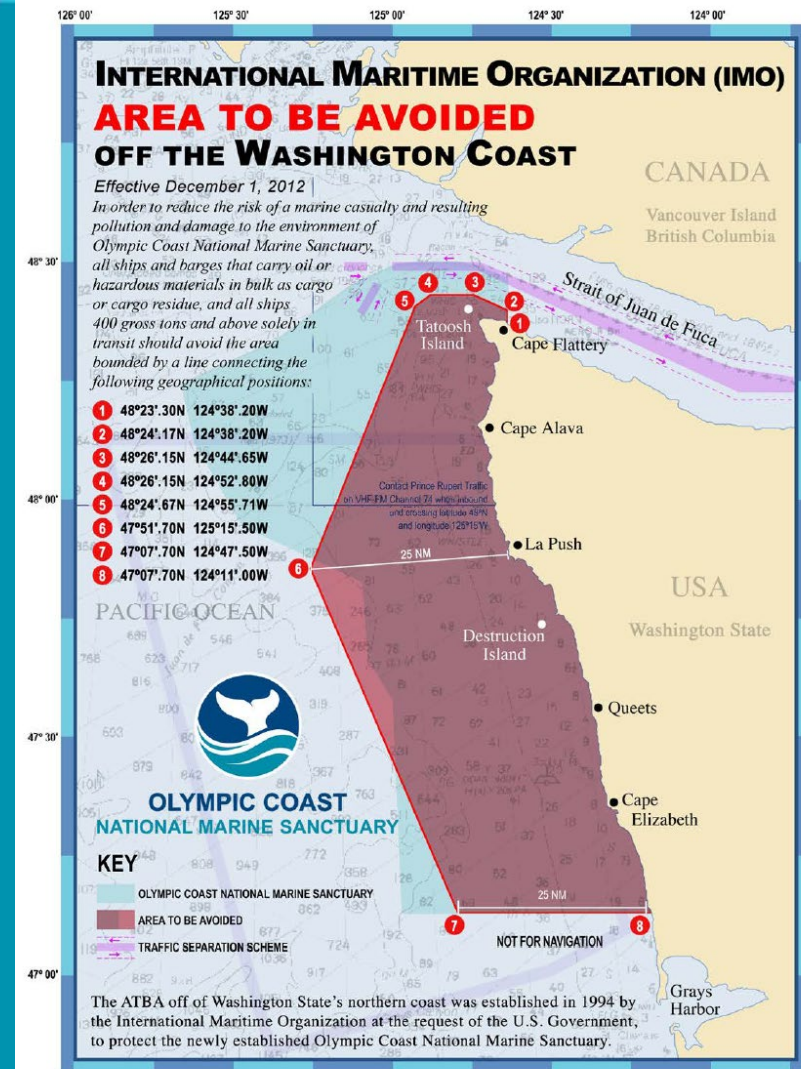 126° 00'
125° 30'
125° 00'
124° 30'
124° 00'
INTERNATIONAL MARITIME ORGANIZATION (IMO)
AREA TO BE AVOIDED
OFF THE WASHINGTON COAST
Effective December 1, 2012
In order to reduce the risk of a marine casualty and resulting
pollution and damage to the environment of
Olympic Coast National Marine Sanctuary,
all ships and barges that carry oil or
hazardous materials in bulk as cargo
or cargo residue, and all ships
400 gross tons and above solely in
transit should avoid the area
bounded by a line connecting the
following geographical positions:
1 48°23'.30N 124°38'.20W
2 48°24'.17N 124°38'.20W
3 48°26'.15N 124°44'.65W
4 48°26'.15N 124°52'.80W
5 48°24'.67N 124°55'.71W
6 47°51'.70N 125°15'.50W
7 47°07'.70N 124°47'.50W
8 47°07'.70N 124°11'.00W
CANADA
Vancouver Island
British Columbia
48° 30'
Strait of Juan de Fuca
4
3
5
2
1
Tatoosh
Island
Cape Flattery
Cape Alava
48° 00'
Contact Prince Rupert Traffic
on VHF-FM Channel 74 when inbound
and crossing latitude 48°N
and longitude 125°15'W
La Push
25 NM
6
PACIFIC OCEAN
USA
Washington State
Destruction
Island
Queets
47° 30'
OLYMPIC COAST
NATIONAL MARINE SANCTUARY
Cape
Elizabeth
KEY
OLYMPIC COAST NATIONAL MARINE SANCTUARY
AREA TO BE AVOIDED
TRAFFIC SEPARATION SCHEME
25 NM
7
8
NOT FOR NAVIGATION
47° 00'
Grays
Harbor
The ATBA off of Washington State's northern coast was established in 1994 by
the International Maritime Organization at the request of the U.S. Government,
to protect the newly established Olympic Coast National Marine Sanctuary.